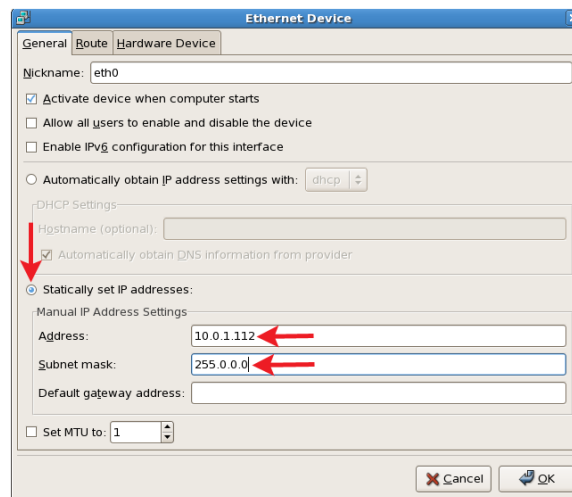 Ethernet Device
General Route Hardware Device
Nickname: eth0
Activate device when computer starts
Allow all users to enable and disable the device
Enable IPv6 configuration for this interface
Automatically obtain IP address settings with: dhcp
DHCP Settings
Hostname (optional):
Automatically obtain DNS information from provider
Statically set IP addresses:
Manual IP Address Settings
Address: 10.0.1.112
Subnet mask: 255.0.0.0
Default gateway address:
Set MTU to: 1
Cancel OK